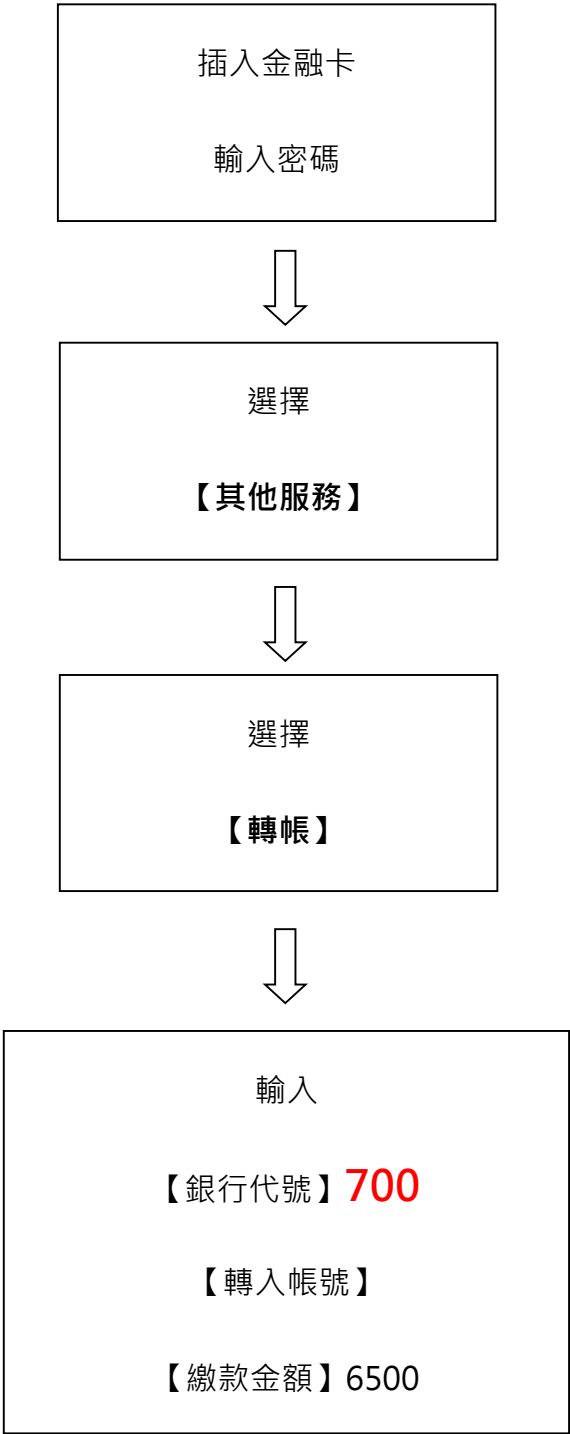 插入金融卡
輸入密碼
選擇
【其他服務】
選擇
【轉帳】
輸入
【銀行代號】700
【轉入帳號】
【繳款金額】6500